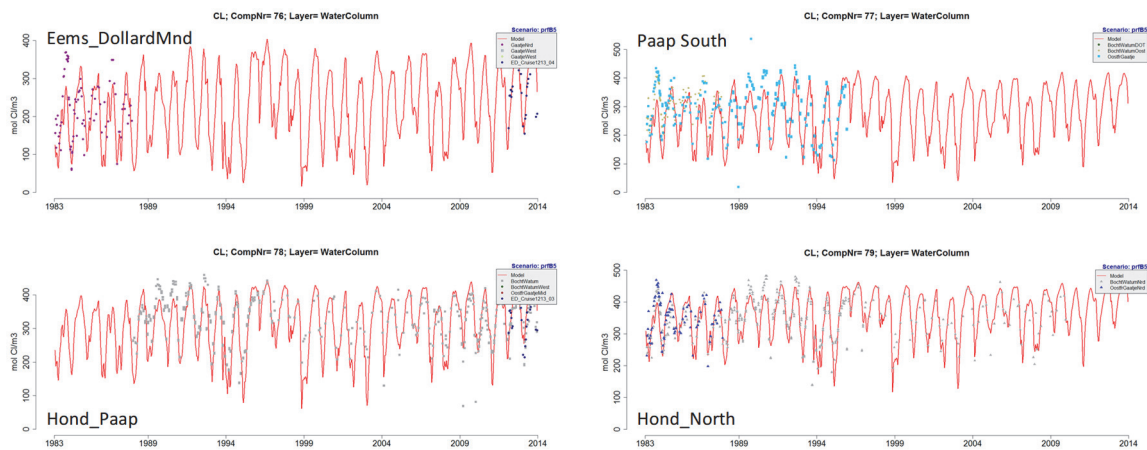 CL; CompNr= 76; Layer= WaterColumn
Eems_DollardMnd
Scenario: prfB5
Model
GaatjeNrd
GaatjeWest
GaatjeWest
ED_Cruise1213_04
mol Cl/m3
0 100 200 300 400
1983 1989 1994 1999 2004 2009 2014
CL; CompNr= 77; Layer= WaterColumn
Paap South
Scenario: prfB5
Model
BochtWatumDOT
BochtWatumOost
OostfrGaatje
mol Cl/m3
0 100 200 300 400 500
1983 1989 1994 1999 2004 2009 2014
CL; CompNr= 78; Layer= WaterColumn
Scenario: prfB5
Model
BochtWatum
BochtWatumWest
OostfrGaatjeMid
ED_Cruise1213_03
mol Cl/m3
0 100 200 300 400
Hond_Paap
1983 1989 1994 1999 2004 2009 2014
CL; CompNr= 79; Layer= WaterColumn
Scenario: prfB5
Model
BochtWatumNrd
OostfrGaatjeNrd
mol Cl/m3
0 100 200 300 400 500
Hond_North
1983 1989 1994 1999 2004 2009 2014